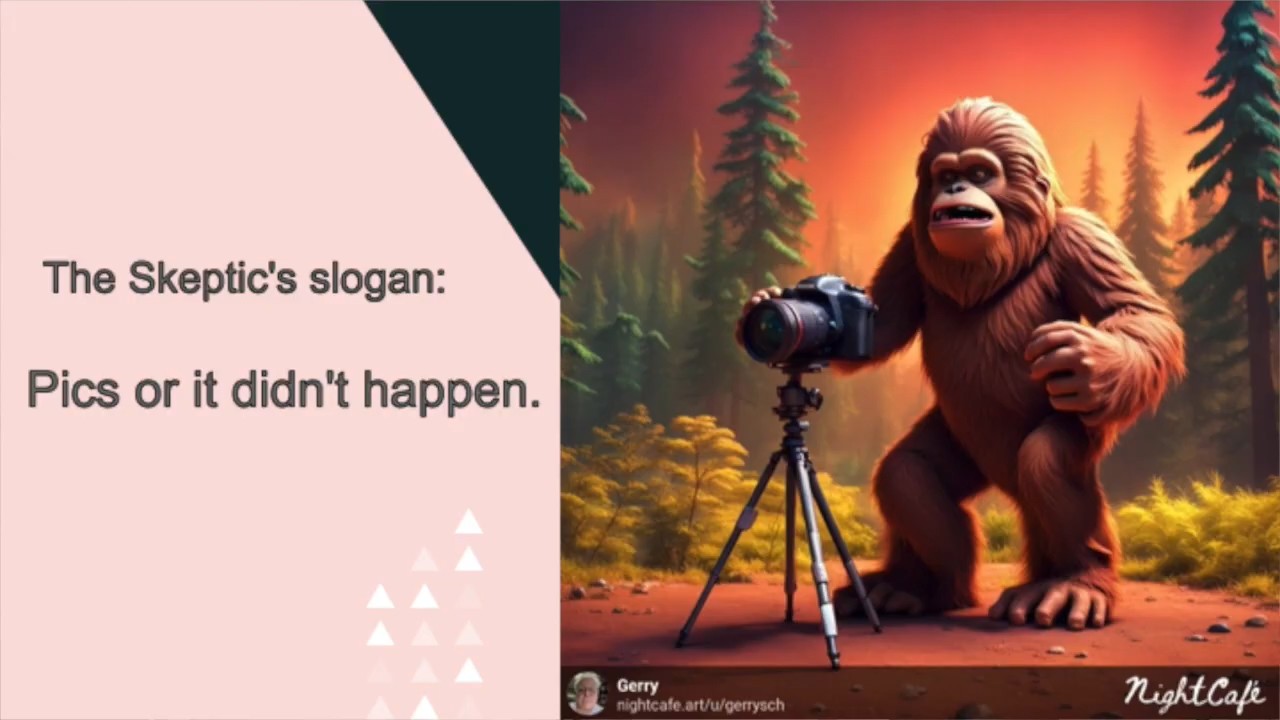 The Skeptic's slogan:
Pics or it didn't happen.
Gerry
nightcafe.art/u/gerrysch
NightCafé